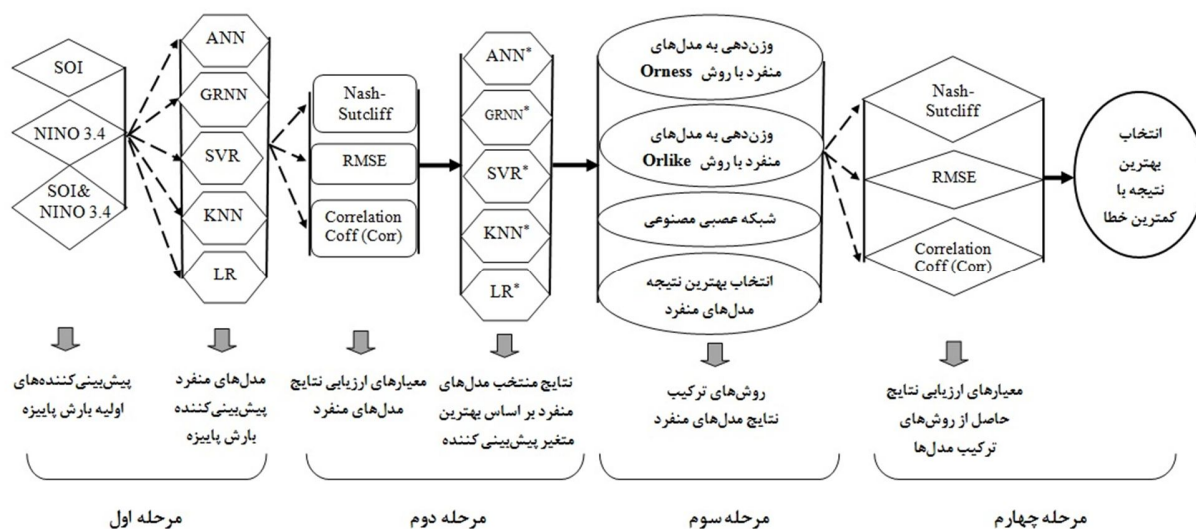 SOI
NINO 3.4
SOI&
NINO 3.4
ANN
GRNN
SVR
KNN
LR
Nash-
Sutcliff
RMSE
Correlation
Coff (Corr)
ANN*
GRNN*
SVR*
KNN*
LR*
وزن‌دهی به مدل‌های
منفرد با روش Orness
وزن‌دهی به مدل‌های
منفرد با روش Orlike
شبکه عصبی مصنوعی
انتخاب بهترین نتیجه
مدل‌های منفرد
Nash-
Sutcliff
RMSE
Correlation
Coff (Corr)
انتخاب
بهترین
نتیجه با
کمترین خطا
پیش‌بینی‌کننده‌های
اولیه بارش پاییزه
مدل‌های منفرد
پیش‌بینی‌کننده
بارش پاییزه
معیارهای ارزیابی نتایج
مدل‌های منفرد
نتایج منتخب مدل‌های
منفرد بر اساس بهترین
متغیر پیش‌بینی کننده
روش‌های ترکیب
نتایج مدل‌های منفرد
معیارهای ارزیابی نتایج
حاصل از روش‌های
ترکیب مدل‌ها
مرحله اول
مرحله دوم
مرحله سوم
مرحله چهارم